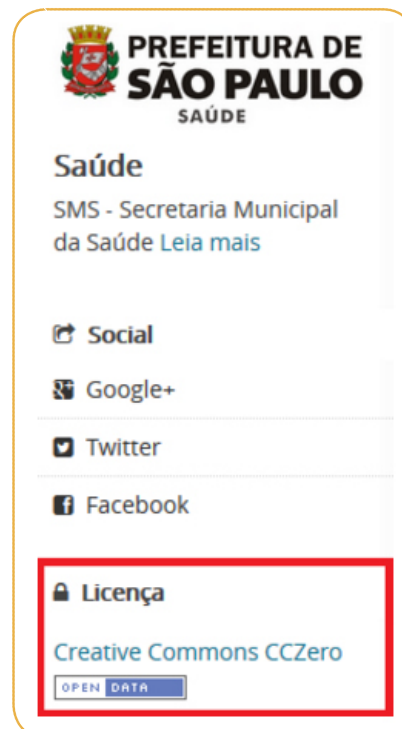 PREFEITURA DE
SÃO PAULO
SAÚDE
Saúde
SMS - Secretaria Municipal
da Saúde Leia mais
Social
Google+
Twitter
Facebook
Licença
Creative Commons CCZero
OPEN DATA